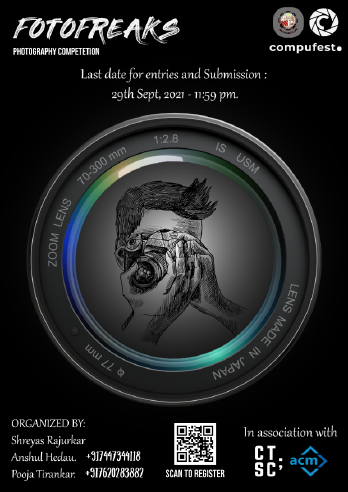 FOTOFREAKS
PHOTOGRAPHY COMPETETION
compufest.
Last date for entries and Submission :
29th Sept, 2021 - 11:59 pm.
ZOOM LENS 70-300 mm 1:2.8 IS USM
LENS MADE IN JAPAN
77 mm
ORGANIZED BY:
Shreyas Rajurkar
Anshul Hedau. +917447344118
Pooja Tirankar. +917620783882
SCAN TO REGISTER
In association with
CT
SC;
acm